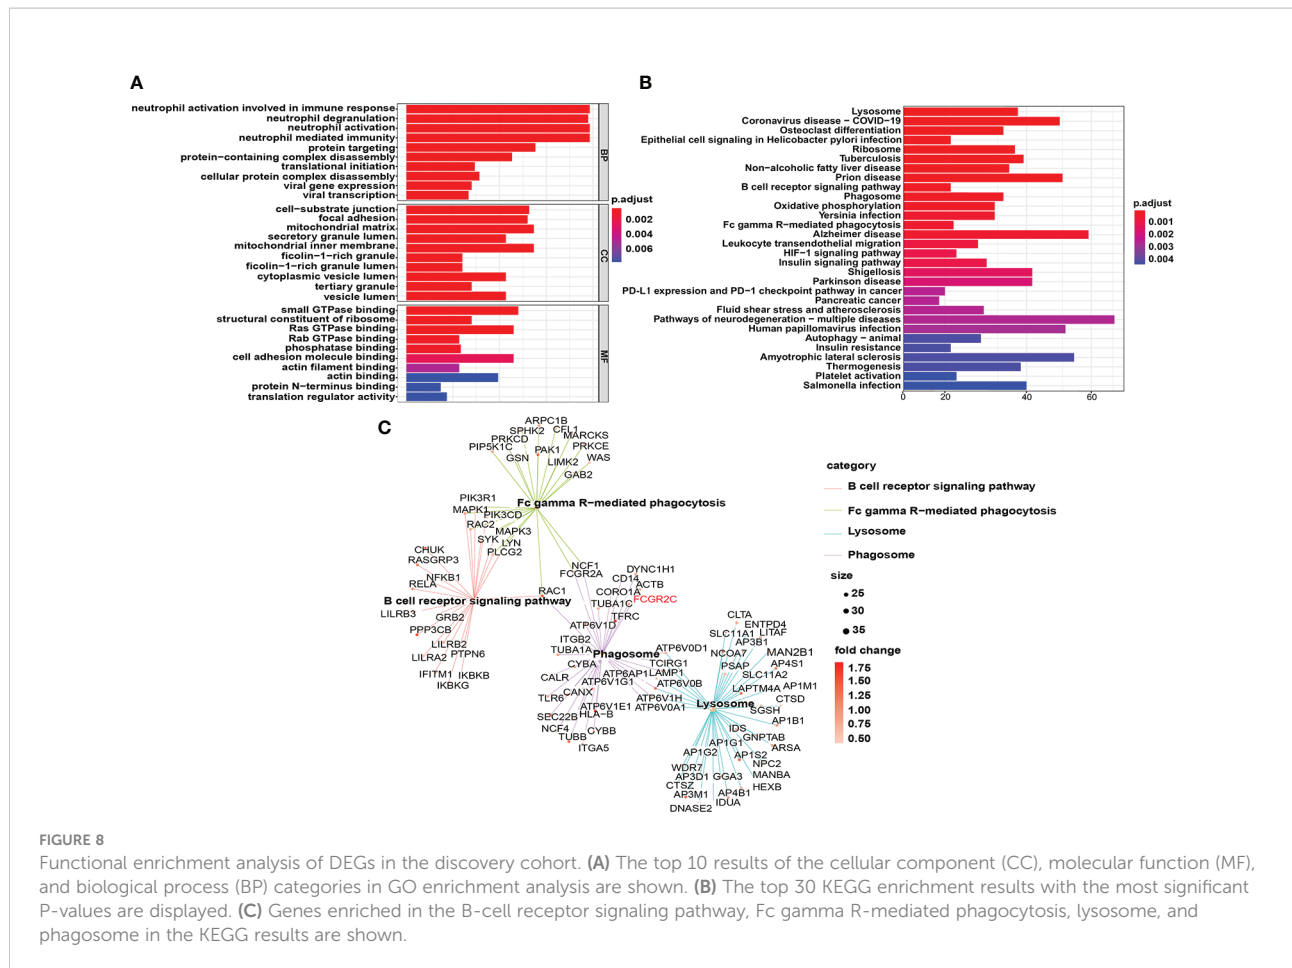 A
neutrophil activation involved in immune response
neutrophil degranulation
neutrophil activation
neutrophil mediated immunity
protein targeting
protein−containing complex disassembly
translational initiation
cellular protein complex disassembly
viral gene expression
viral transcription
BP
cell−substrate junction
focal adhesion
mitochondrial matrix
secretory granule lumen
mitochondrial inner membrane
ficolin−1−rich granule
ficolin−1−rich granule lumen
cytoplasmic vesicle lumen
tertiary granule
vesicle lumen
CC
small GTPase binding
structural constituent of ribosome
Ras GTPase binding
Rab GTPase binding
phosphatase binding
cell adhesion molecule binding
actin filament binding
actin binding
protein N−terminus binding
translation regulator activity
MF
p.adjust
0.002
0.004
0.006
B
Lysosome
Coronavirus disease − COVID−19
Osteoclast differentiation
Epithelial cell signaling in Helicobacter pylori infection
Ribosome
Tuberculosis
Non−alcoholic fatty liver disease
Prion disease
B cell receptor signaling pathway
Phagosome
Oxidative phosphorylation
Yersinia infection
Fc gamma R−mediated phagocytosis
Alzheimer disease
Leukocyte transendothelial migration
HIF−1 signaling pathway
Insulin signaling pathway
Shigellosis
Parkinson disease
PD−L1 expression and PD−1 checkpoint pathway in cancer
Pancreatic cancer
Fluid shear stress and atherosclerosis
Pathways of neurodegeneration − multiple diseases
Human papillomavirus infection
Autophagy − animal
Insulin resistance
Amyotrophic lateral sclerosis
Thermogenesis
Platelet activation
Salmonella infection
0 20 40 60
p.adjust
0.001
0.002
0.003
0.004
C
ARPC1B
SPHK2 CFL1
PRKCD MARCKS
PIP5K1C PAK1 PRKCE
GSN LIMK2 WAS
GAB2
PIK3R1
Fc gamma R−mediated phagocytosis
MAPK1
PIK3CD
RAC2
MAPK3
SYK LYN
PLCG2
CHUK
RASGRP3
NFKB1
RELA
B cell receptor signaling pathway
LILRB3
GRB2
PPP3CB
LILRB2
LILRA2 PTPN6
IFITM1 IKBKB
IKBKG
RAC1
NCF1
FCGR2A
DYNC1H1
CD14
ACTB
CORO1A
FCGR2C
TUBA1C
TFRC
ATP6V1D
ITGB2
TUBA1A
Phagosome
CYBA
CALR
ATP6AP1
ATP6V1G1
CANX
TLR6
ATP6V1E1
HLA−B
SEC22B
NCF4
CYBB
TUBB
ITGA5
ATP6V0D1
TCIRG1
LAMP1
ATP6V0B
ATP6V1H
ATP6V0A1
CLTA
ENTPD4
SLC11A1 LITAF
AP3B1
NCOA7
MAN2B1
PSAP
AP4S1
SLC11A2
LAPTM4A AP1M1
CTSD
Lysosome
SGSH
AP1B1
IDS
GNPTAB
AP1G1
ARSA
AP1G2
AP1S2
NPC2
WDR7
AP3D1
GGA3
MANBA
CTSZ
HEXB
AP3M1
AP4B1
IDUA
DNASE2
category
B cell receptor signaling pathway
Fc gamma R−mediated phagocytosis
Lysosome
Phagosome
size
25
30
35
fold change
1.75
1.50
1.00
0.75
0.50
FIGURE 8
Functional enrichment analysis of DEGs in the discovery cohort. (A) The top 10 results of the cellular component (CC), molecular function (MF),
and biological process (BP) categories in GO enrichment analysis are shown. (B) The top 30 KEGG enrichment results with the most significant
P-values are displayed. (C) Genes enriched in the B-cell receptor signaling pathway, Fc gamma R-mediated phagocytosis, lysosome, and
phagosome in the KEGG results are shown.